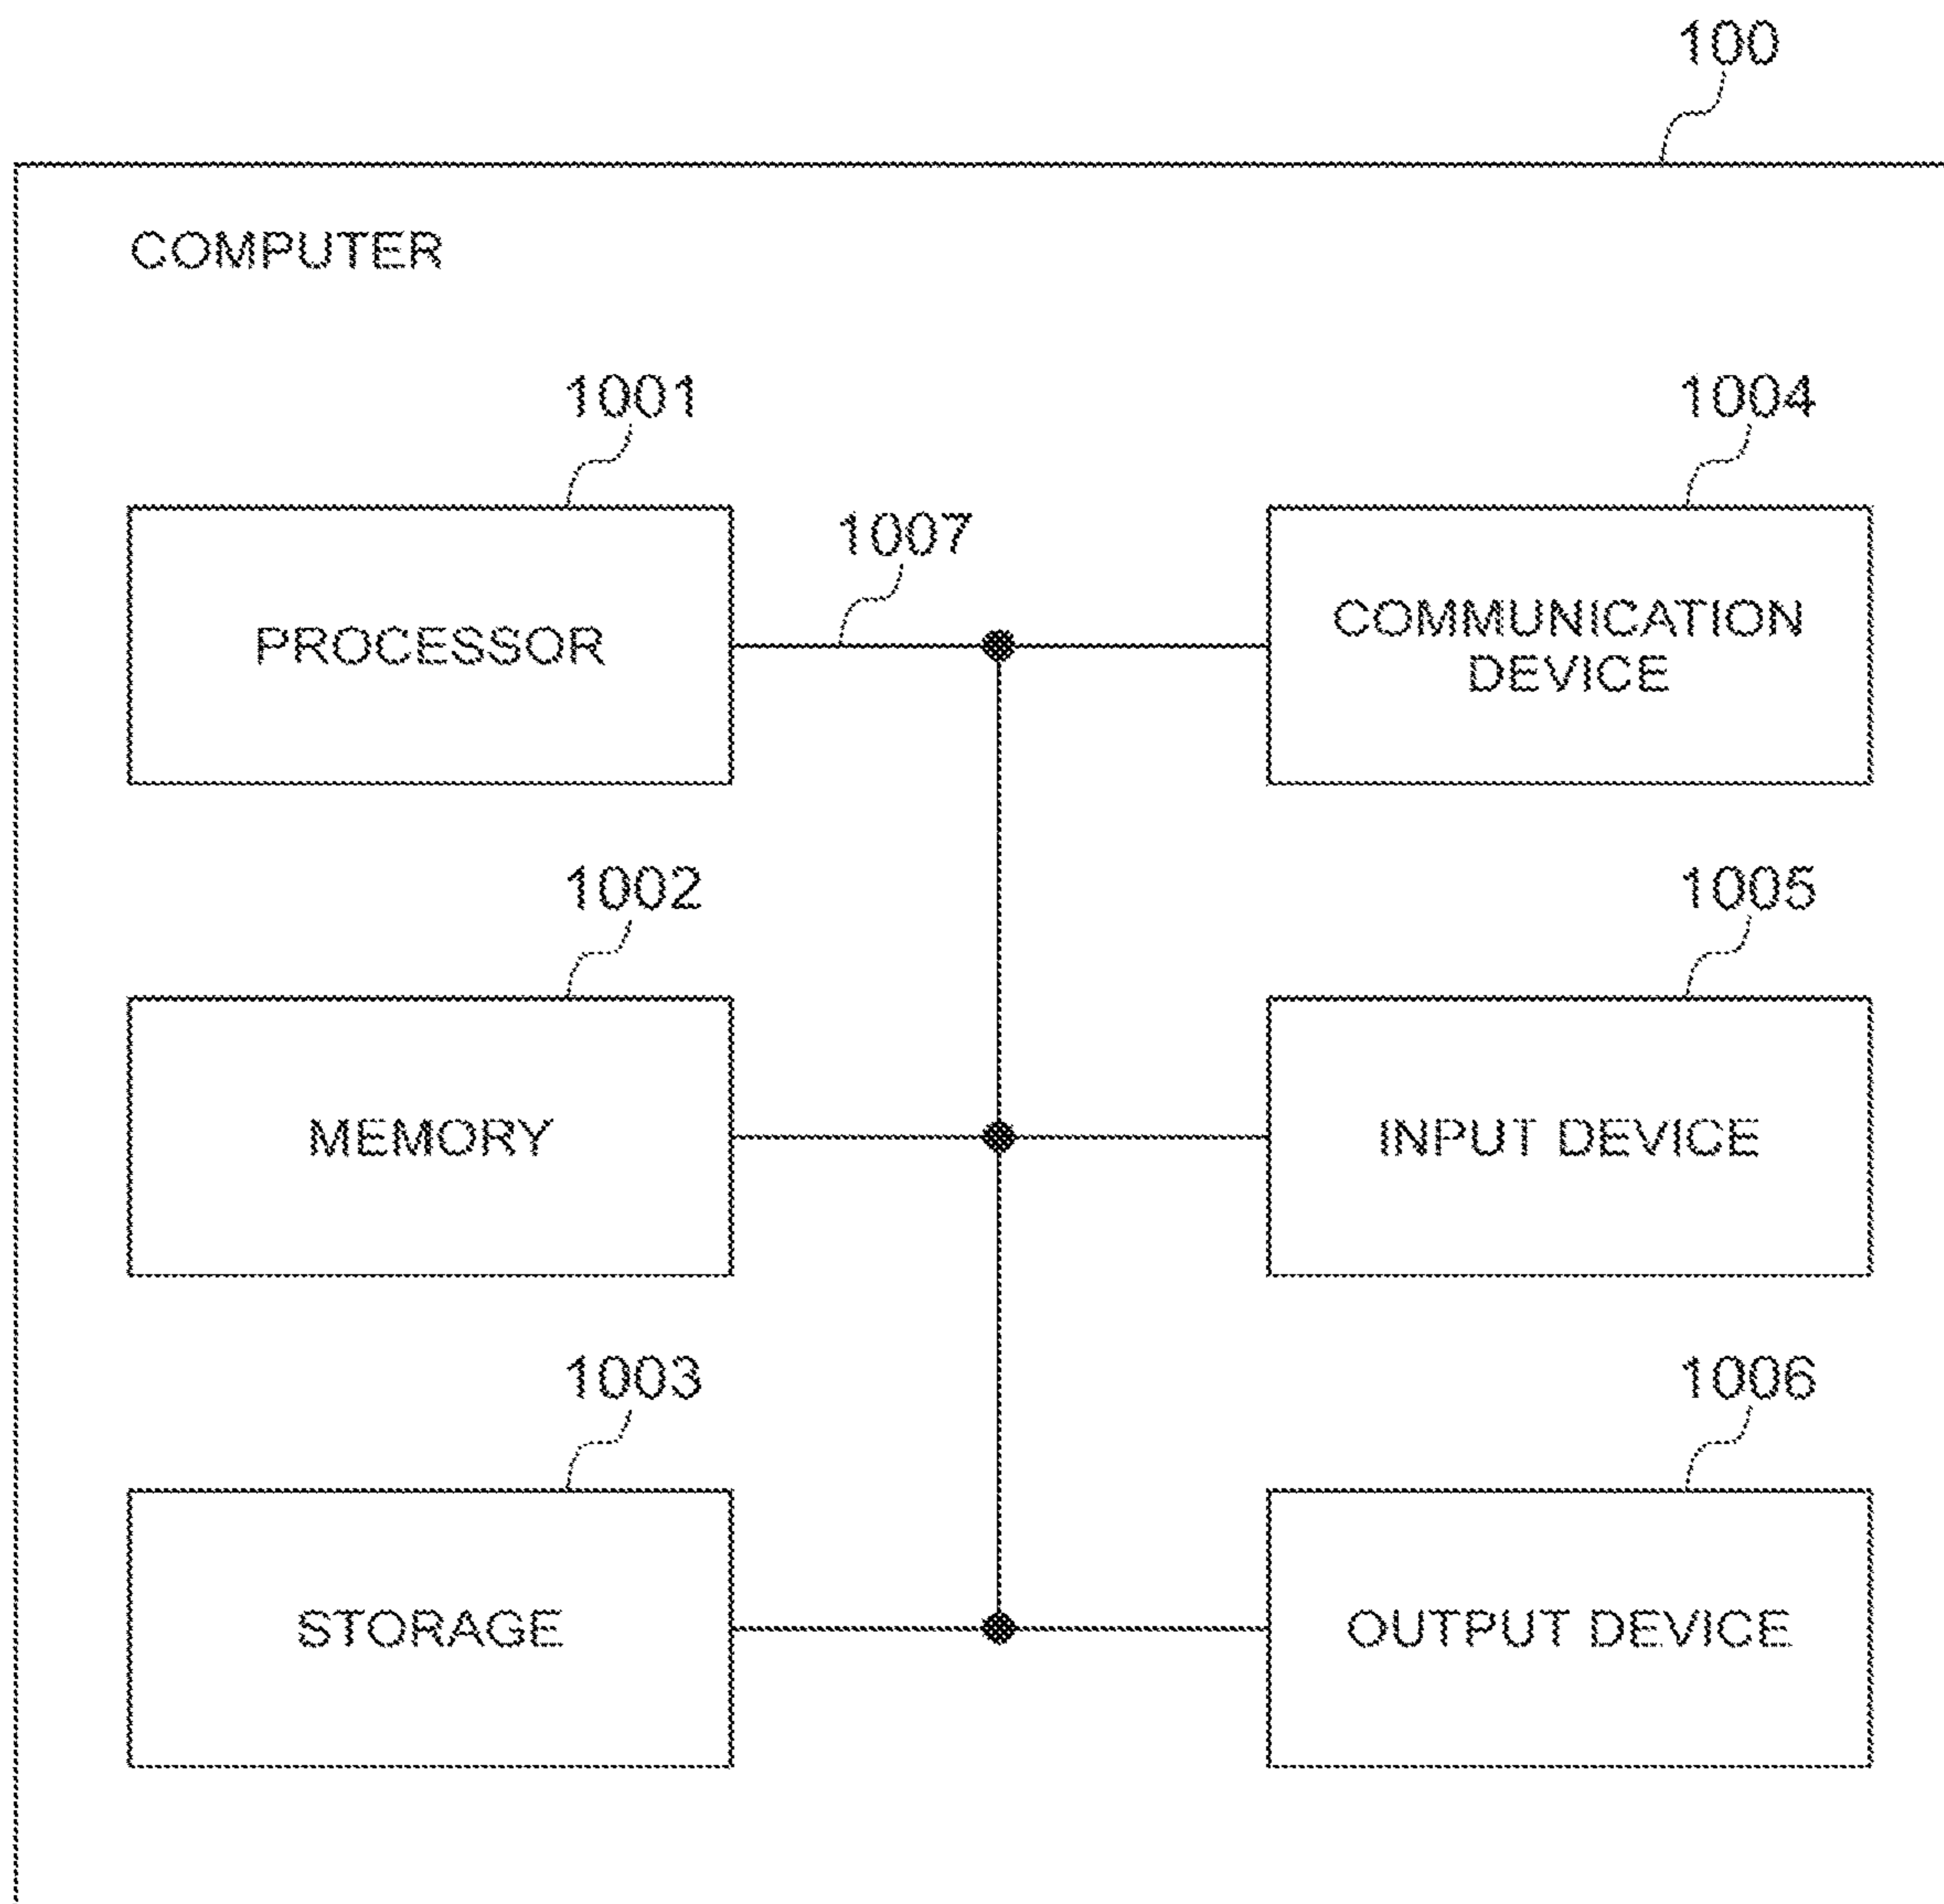 100
COMPUTER
1001
1004
1007
PROCESSOR
COMMUNICATION
DEVICE
1002
1005
MEMORY
INPUT DEVICE
1003
1006
STORAGE
OUTPUT DEVICE